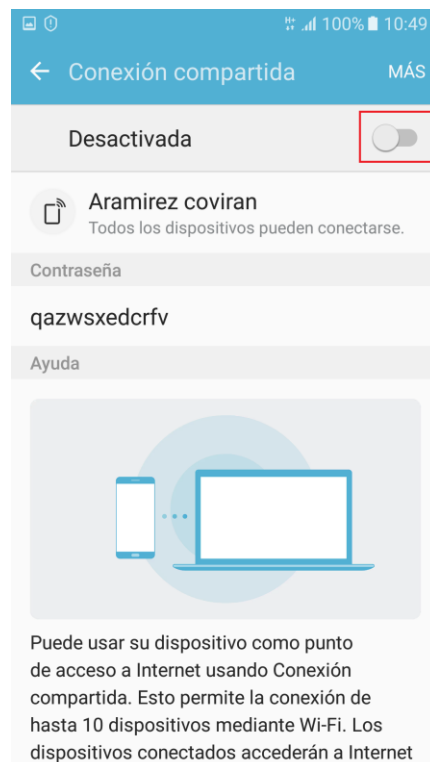 100% 10:49
Conexión compartida MÁS
Desactivada
Aramirez coviran
Todos los dispositivos pueden conectarse.
Contraseña
qazwsxedcrfv
Ayuda
Puede usar su dispositivo como punto
de acceso a Internet usando Conexión
compartida. Esto permite la conexión de
hasta 10 dispositivos mediante Wi-Fi. Los
dispositivos conectados accederán a Internet